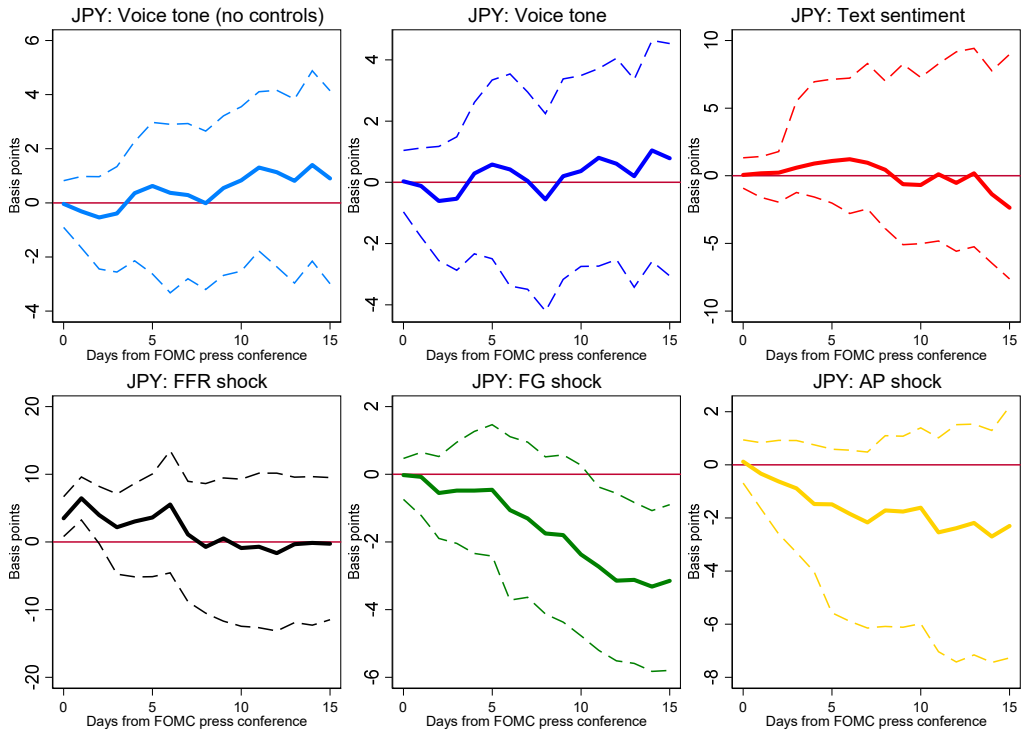 JPY: Voice tone (no controls)
6
4
2
0
-2
-4
Basis points
0 5 10 15
Days from FOMC press conference
JPY: Voice tone
4
2
0
-2
-4
Basis points
0 5 10 15
Days from FOMC press conference
JPY: Text sentiment
10
5
0
-5
-10
Basis points
0 5 10 15
Days from FOMC press conference
JPY: FFR shock
20
10
0
-10
-20
Basis points
0 5 10 15
Days from FOMC press conference
JPY: FG shock
2
0
-2
-4
-6
Basis points
0 5 10 15
Days from FOMC press conference
JPY: AP shock
2
0
-2
-4
-6
-8
Basis points
0 5 10 15
Days from FOMC press conference